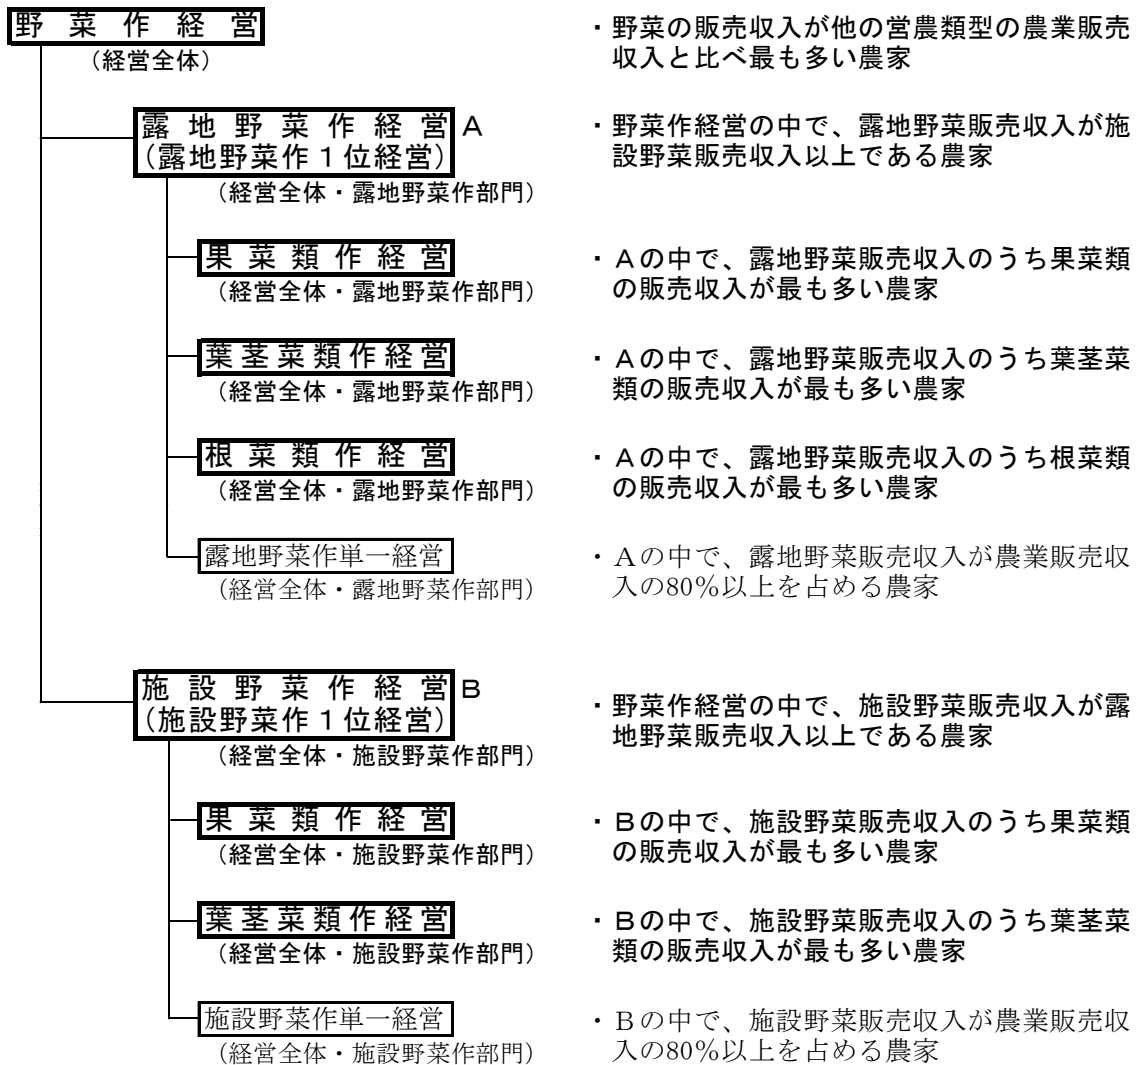 野菜作経営
(経営全体)
・野菜の販売収入が他の営農類型の農業販売
収入と比べ最も多い農家
露地野菜作経営 A
(露地野菜作1位経営)
(経営全体・露地野菜作部門)
・野菜作経営の中で、露地野菜販売収入が施
設野菜販売収入以上である農家
果菜類作経営
(経営全体・露地野菜作部門)
・Aの中で、露地野菜販売収入のうち果菜類
の販売収入が最も多い農家
葉茎菜類作経営
(経営全体・露地野菜作部門)
・Aの中で、露地野菜販売収入のうち葉茎菜
類の販売収入が最も多い農家
根菜類作経営
(経営全体・露地野菜作部門)
・Aの中で、露地野菜販売収入のうち根菜類
の販売収入が最も多い農家
露地野菜作単一経営
(経営全体・露地野菜作部門)
・Aの中で、露地野菜販売収入が農業販売収
入の80%以上を占める農家
施設野菜作経営 B
(施設野菜作1位経営)
(経営全体・施設野菜作部門)
・野菜作経営の中で、施設野菜販売収入が露
地野菜販売収入以上である農家
果菜類作経営
(経営全体・施設野菜作部門)
・Bの中で、施設野菜販売収入のうち果菜類
の販売収入が最も多い農家
葉茎菜類作経営
(経営全体・施設野菜作部門)
・Bの中で、施設野菜販売収入のうち葉茎菜
類の販売収入が最も多い農家
施設野菜作単一経営
(経営全体・施設野菜作部門)
・Bの中で、施設野菜販売収入が農業販売収
入の80%以上を占める農家